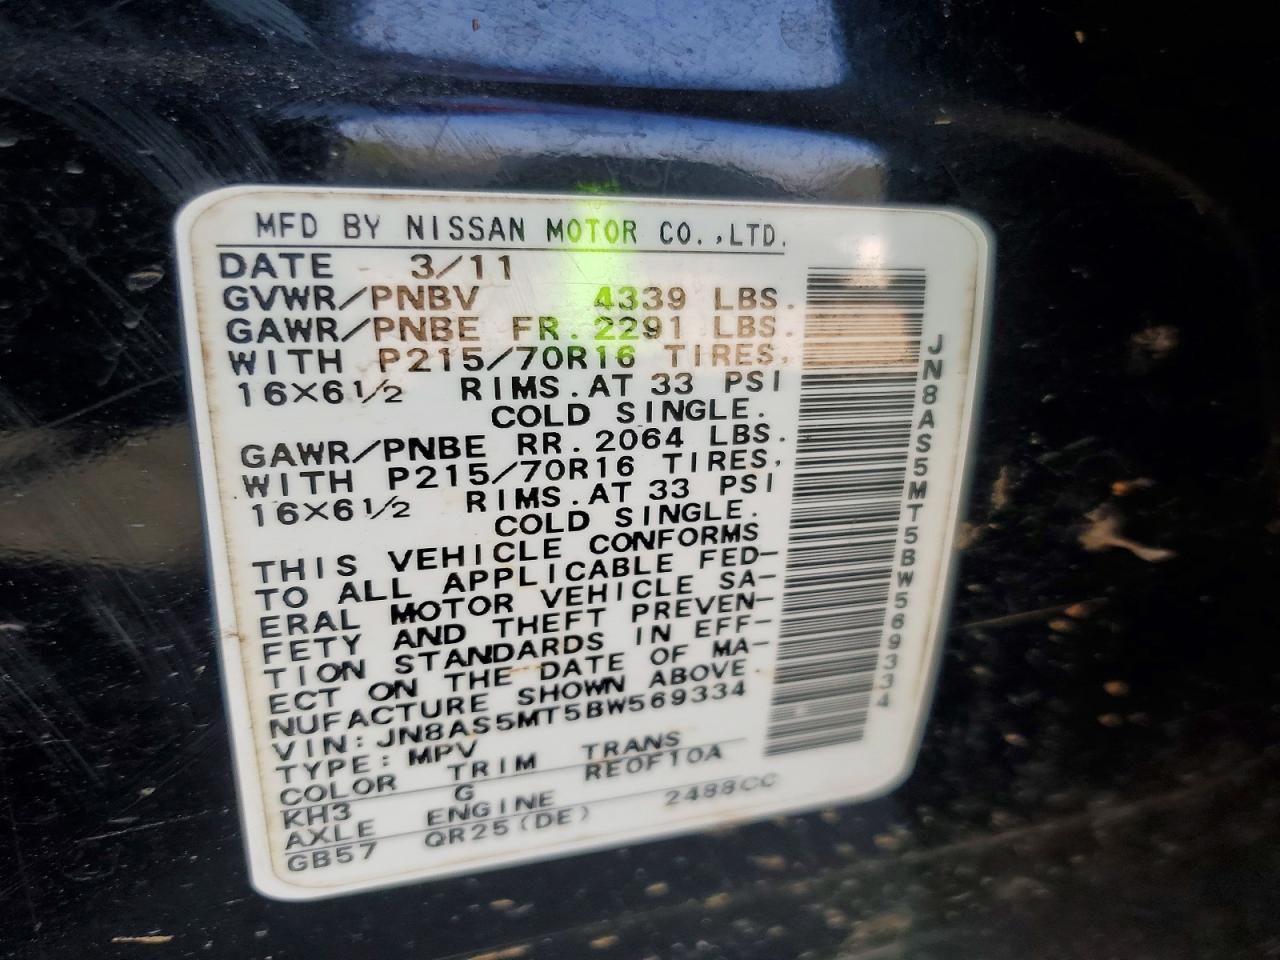 MFD BY NISSAN MOTOR CO.,LTD.
DATE - 3/11
GVWR/PNBV 4339 LBS.
GAWR/PNBE FR.2291 LBS.
WITH P215/70R16 TIRES,
16X6 1/2 RIMS.AT 33 PSI
COLD SINGLE.
GAWR/PNBE RR.2064 LBS.
WITH P215/70R16 TIRES,
16X6 1/2 RIMS.AT 33 PSI
COLD SINGLE.
THIS VEHICLE CONFORMS
TO ALL APPLICABLE FED-
ERAL MOTOR VEHICLE SA-
FETY AND THEFT PREVEN-
TION STANDARDS IN EFF-
ECT ON THE DATE OF MA-
NUFACTURE SHOWN ABOVE.
VIN: JN8AS5MT5BW569334
TYPE: MPV
COLOR TRIM TRANS
KH3 G RE0F10A
AXLE ENGINE
GB57 QR25(DE) 2488CC
JN8AS5MT5BW569334